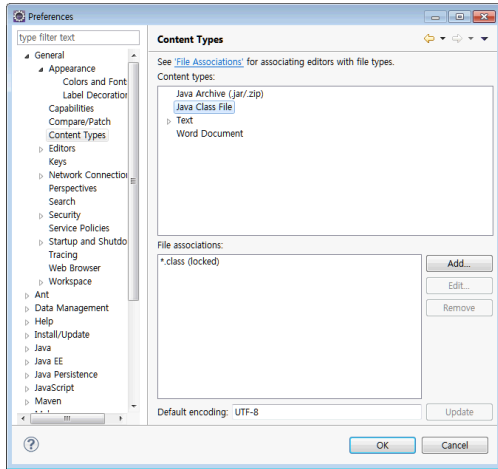 Preferences
type filter text
General
Appearance
Colors and Font
Label Decoration
Capabilities
Compare/Patch
Content Types
Editors
Keys
Network Connection
Perspectives
Search
Security
Service Policies
Startup and Shutdo
Tracing
Web Browser
Workspace
Ant
Data Management
Help
Install/Update
Java
Java EE
Java Persistence
JavaScript
Maven
Content Types
See 'File Associations' for associating editors with file types.
Content types:
Java Archive (.jar/.zip)
Java Class File
Text
Word Document
File associations:
*.class (locked)
Add...
Edit...
Remove
Default encoding: UTF-8
Update
OK
Cancel